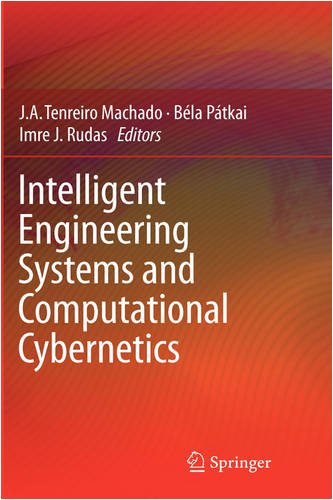 J.A. Tenreiro Machado · Béla Pátkai
Imre J. Rudas Editors
Intelligent
Engineering
Systems and
Computational
Cybernetics
Springer